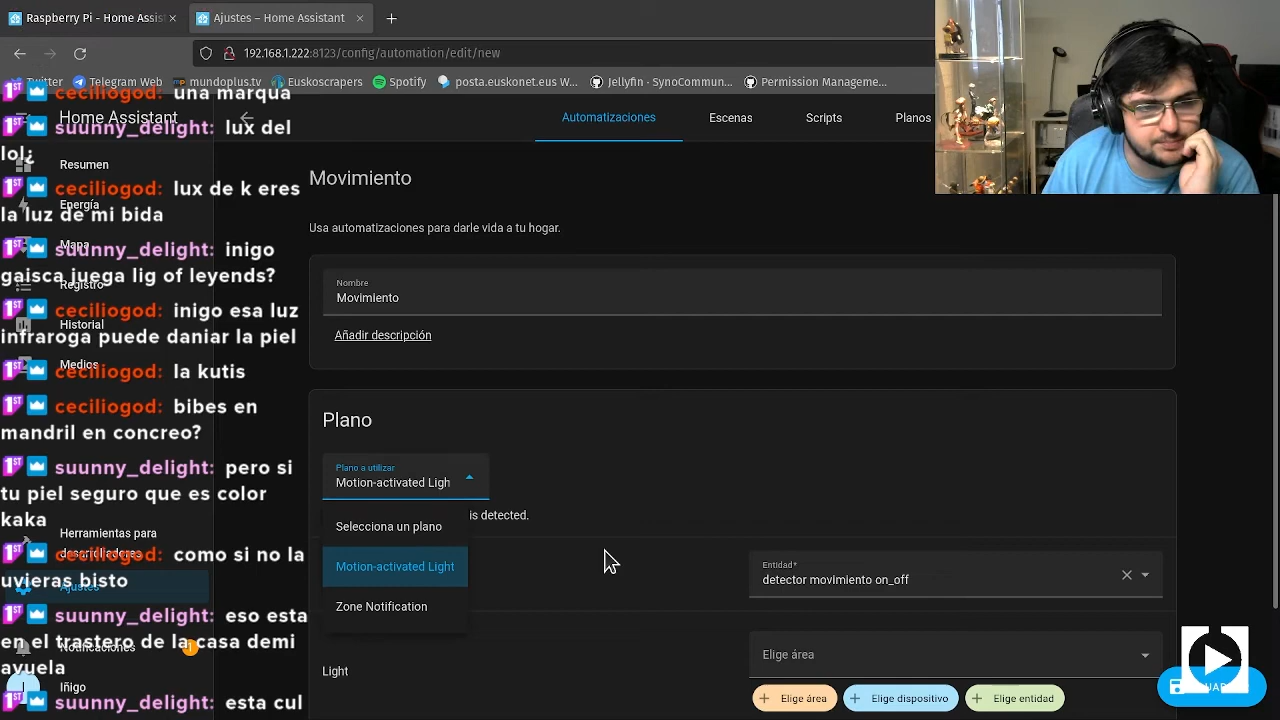 Raspberry Pi - Home Assis
Ajustes – Home Assistant
192.168.1.222:8123/config/automation/edit/new
Twitter
Telegram Web
mundoplus.tv
Euskoscrapers
Spotify
posta.euskonet.eus W...
Jellyfin - SynoCommun...
Permission Manageme...
ceciliogod: una marqua
suunny_delight: lux del
lol¿
ceciliogod: lux de k eres
la luz de mi bida
suunny_delight: inigo
gaisca juega lig of leyends?
ceciliogod: inigo esa luz
infraroga puede daniar la piel
ceciliogod: la kutis
ceciliogod: bibes en
mandril en concreo?
suunny_delight: pero si
tu piel seguro que es color
kaka
ceciliogod: como si no la
uvieras bisto
suunny_delight: eso esta
en el trastero de la casa demi
ayuela
suunny_delight: esta cul
Home Assistant
Resumen
Energía
Mapa
Registro
Historial
Medios
Herramientas para
desarrolladores
Ajustes
Notificaciones
1
I
Iñigo
Automatizaciones
Escenas
Scripts
Planos
Movimiento
Usa automatizaciones para darle vida a tu hogar.
Nombre
Movimiento
Añadir descripción
Plano
Plano a utilizar
Motion-activated Ligh
is detected.
Selecciona un plano
Motion-activated Light
Zone Notification
Entidad*
detector movimiento on_off
Light
Elige área
Elige área
Elige dispositivo
Elige entidad